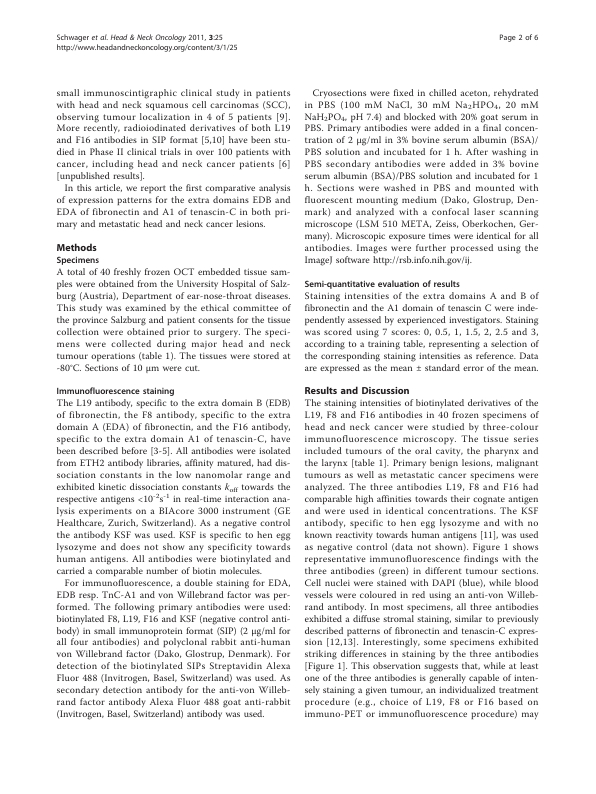 Schwager et al. Head & Neck Oncology 2011, 3:25
http://www.headandneckoncology.org/content/3/1/25
Page 2 of 6
small immunoscintigraphic clinical study in patients
with head and neck squamous cell carcinomas (SCC),
observing tumour localization in 4 of 5 patients [9].
More recently, radioiodinated derivatives of both L19
and F16 antibodies in SIP format [5,10] have been stu-
died in Phase II clinical trials in over 100 patients with
cancer, including head and neck cancer patients [6]
[unpublished results].
In this article, we report the first comparative analysis
of expression patterns for the extra domains EDB and
EDA of fibronectin and A1 of tenascin-C in both pri-
mary and metastatic head and neck cancer lesions.
Methods
Specimens
A total of 40 freshly frozen OCT embedded tissue sam-
ples were obtained from the University Hospital of Salz-
burg (Austria), Department of ear-nose-throat diseases.
This study was examined by the ethical committee of
the province Salzburg and patient consents for the tissue
collection were obtained prior to surgery. The speci-
mens were collected during major head and neck
tumour operations (table 1). The tissues were stored at
-80°C. Sections of 10 μm were cut.
Immunofluorescence staining
The L19 antibody, specific to the extra domain B (EDB)
of fibronectin, the F8 antibody, specific to the extra
domain A (EDA) of fibronectin, and the F16 antibody,
specific to the extra domain A1 of tenascin-C, have
been described before [3-5]. All antibodies were isolated
from ETH2 antibody libraries, affinity matured, had dis-
sociation constants in the low nanomolar range and
exhibited kinetic dissociation constants koff towards the
respective antigens <10⁻²s⁻¹ in real-time interaction ana-
lysis experiments on a BIAcore 3000 instrument (GE
Healthcare, Zurich, Switzerland). As a negative control
the antibody KSF was used. KSF is specific to hen egg
lysozyme and does not show any specificity towards
human antigens. All antibodies were biotinylated and
carried a comparable number of biotin molecules.
For immunofluorescence, a double staining for EDA,
EDB resp. TnC-A1 and von Willebrand factor was per-
formed. The following primary antibodies were used:
biotinylated F8, L19, F16 and KSF (negative control anti-
body) in small immunoprotein format (SIP) (2 μg/ml for
all four antibodies) and polyclonal rabbit anti-human
von Willebrand factor (Dako, Glostrup, Denmark). For
detection of the biotinylated SIPs Streptavidin Alexa
Fluor 488 (Invitrogen, Basel, Switzerland) was used. As
secondary detection antibody for the anti-von Willeb-
rand factor antibody Alexa Fluor 488 goat anti-rabbit
(Invitrogen, Basel, Switzerland) antibody was used.
Cryosections were fixed in chilled aceton, rehydrated
in PBS (100 mM NaCl, 30 mM Na₂HPO₄, 20 mM
NaH₂PO₄, pH 7.4) and blocked with 20% goat serum in
PBS. Primary antibodies were added in a final concen-
tration of 2 μg/ml in 3% bovine serum albumin (BSA)/
PBS solution and incubated for 1 h. After washing in
PBS secondary antibodies were added in 3% bovine
serum albumin (BSA)/PBS solution and incubated for 1
h. Sections were washed in PBS and mounted with
fluorescent mounting medium (Dako, Glostrup, Den-
mark) and analyzed with a confocal laser scanning
microscope (LSM 510 META, Zeiss, Oberkochen, Ger-
many). Microscopic exposure times were identical for all
antibodies. Images were further processed using the
ImageJ software http://rsb.info.nih.gov/ij.
Semi-quantitative evaluation of results
Staining intensities of the extra domains A and B of
fibronectin and the A1 domain of tenascin C were inde-
pendently assessed by experienced investigators. Staining
was scored using 7 scores: 0, 0.5, 1, 1.5, 2, 2.5 and 3,
according to a training table, representing a selection of
the corresponding staining intensities as reference. Data
are expressed as the mean ± standard error of the mean.
Results and Discussion
The staining intensities of biotinylated derivatives of the
L19, F8 and F16 antibodies in 40 frozen specimens of
head and neck cancer were studied by three-colour
immunofluorescence microscopy. The tissue series
included tumours of the oral cavity, the pharynx and
the larynx [table 1]. Primary benign lesions, malignant
tumours as well as metastatic cancer specimens were
analyzed. The three antibodies L19, F8 and F16 had
comparable high affinities towards their cognate antigen
and were used in identical concentrations. The KSF
antibody, specific to hen egg lysozyme and with no
known reactivity towards human antigens [11], was used
as negative control (data not shown). Figure 1 shows
representative immunofluorescence findings with the
three antibodies (green) in different tumour sections.
Cell nuclei were stained with DAPI (blue), while blood
vessels were coloured in red using an anti-von Willeb-
rand antibody. In most specimens, all three antibodies
exhibited a diffuse stromal staining, similar to previously
described patterns of fibronectin and tenascin-C expres-
sion [12,13]. Interestingly, some specimens exhibited
striking differences in staining by the three antibodies
[Figure 1]. This observation suggests that, while at least
one of the three antibodies is generally capable of inten-
sely staining a given tumour, an individualized treatment
procedure (e.g., choice of L19, F8 or F16 based on
immuno-PET or immunofluorescence procedure) may